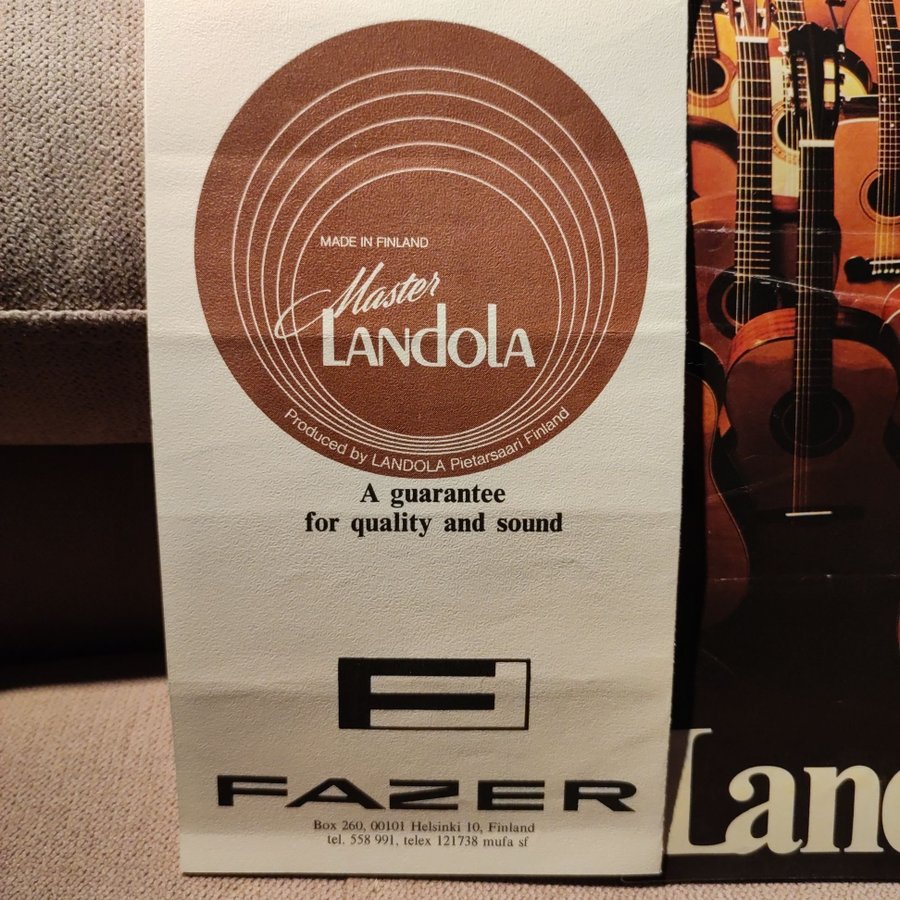 MADE IN FINLAND
Master
LANdolA
Produced by LANDOLA Pietarsaari Finland
A guarantee
for quality and sound
F
FAZER
Box 260, 00101 Helsinki 10, Finland
tel. 558 991, telex 121738 mufa sf